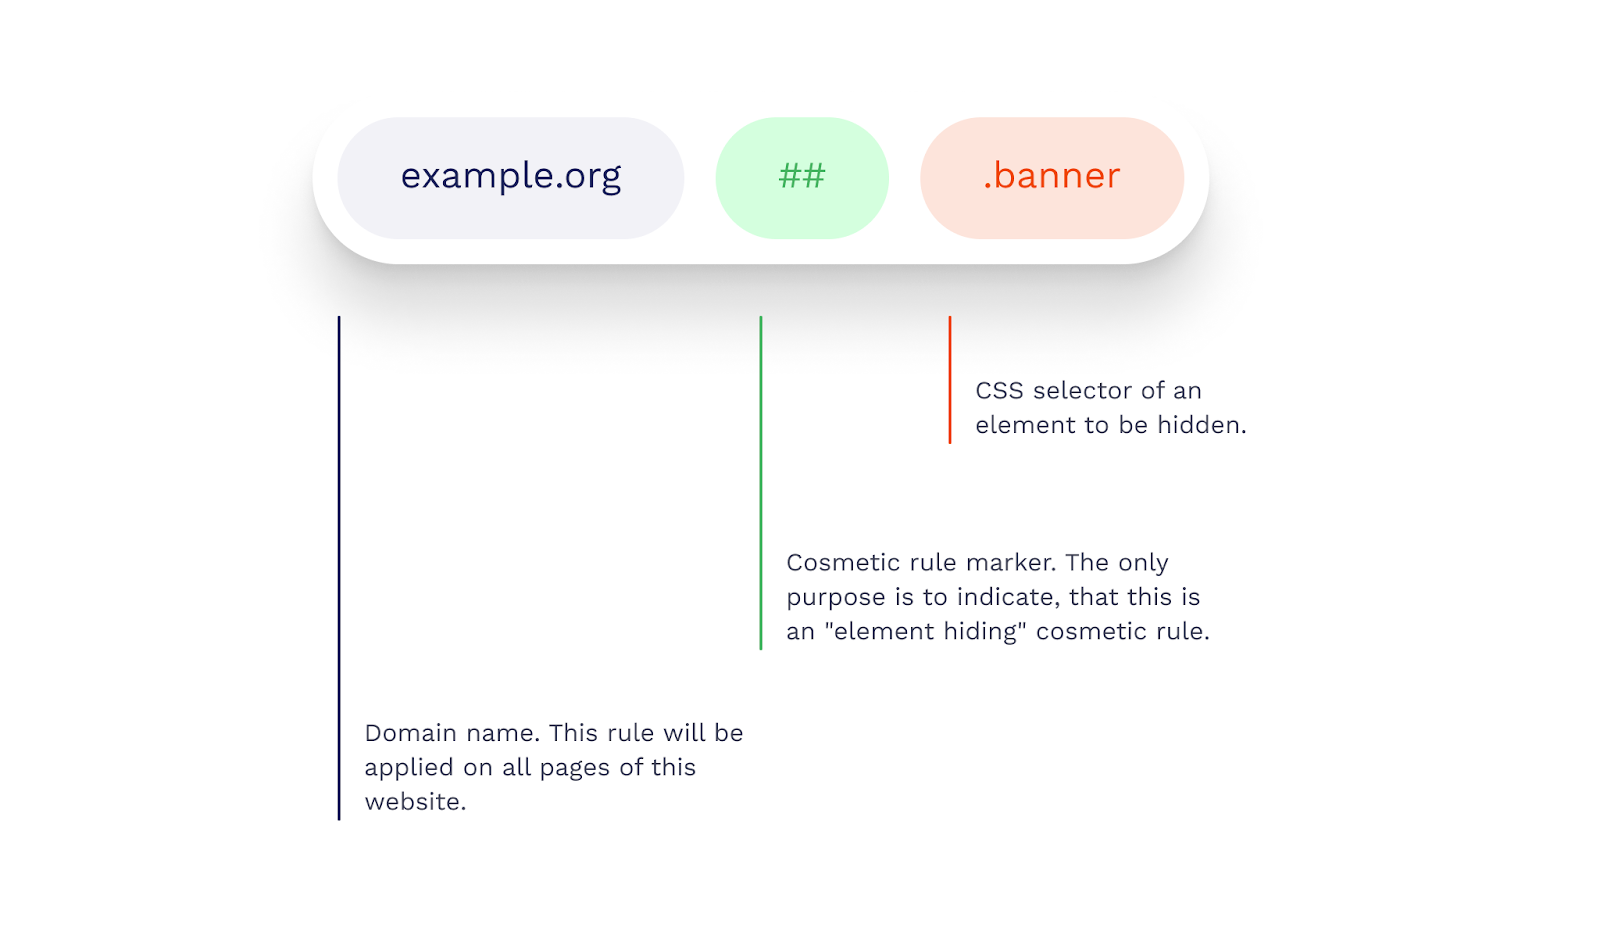 example.org ## .banner
CSS selector of an
element to be hidden.
Cosmetic rule marker. The only
purpose is to indicate, that this is
an "element hiding" cosmetic rule.
Domain name. This rule will be
applied on all pages of this
website.